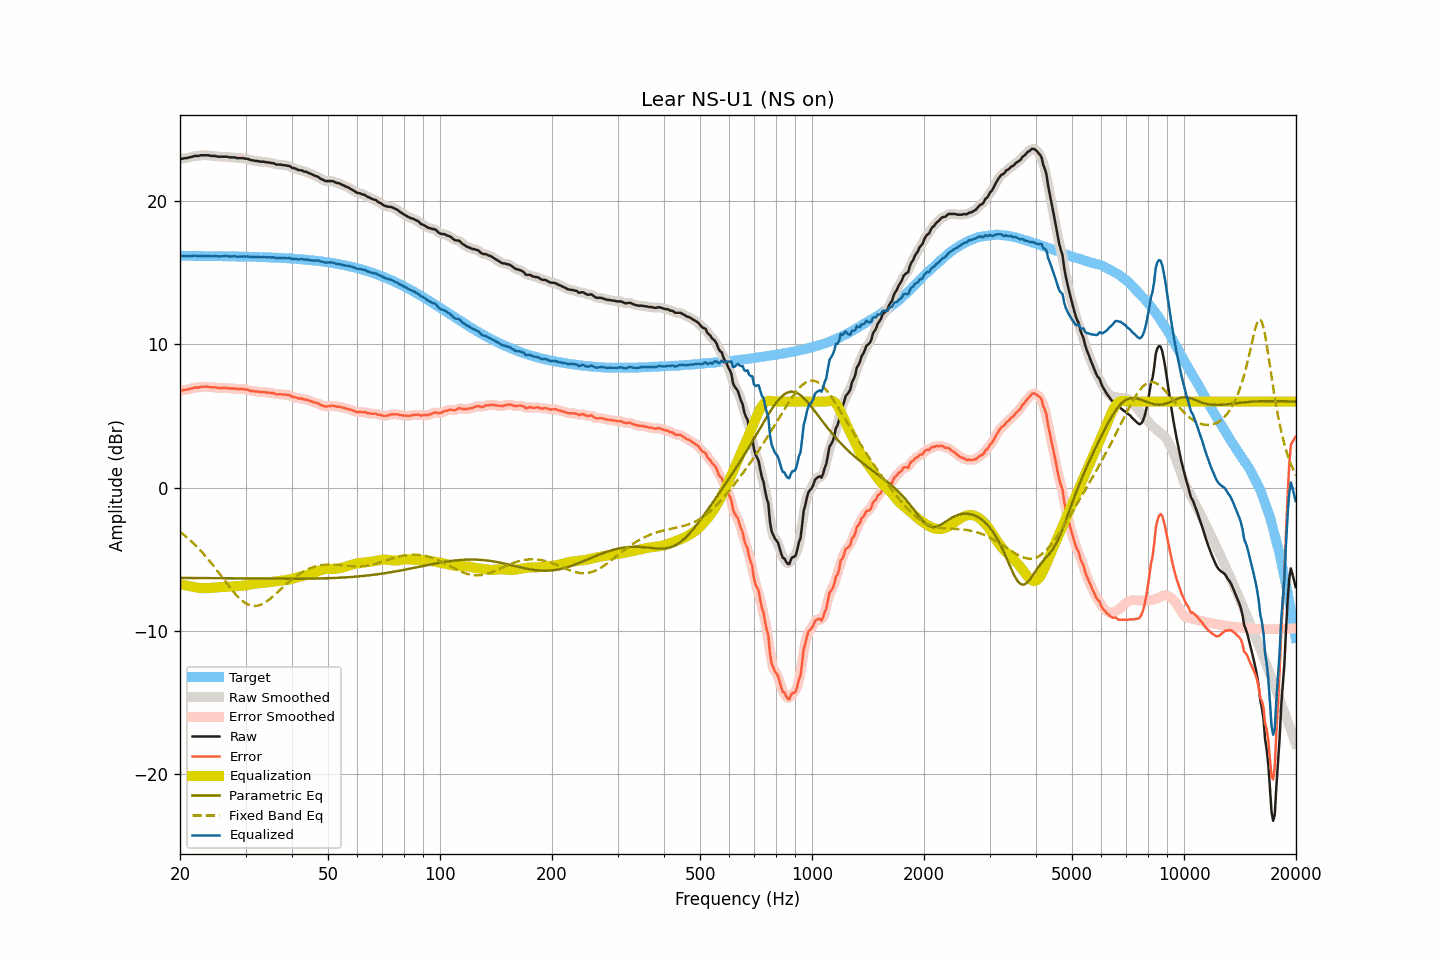 Lear NS-U1 (NS on)
Amplitude (dBr)
20
10
0
−10
−20
Target
Raw Smoothed
Error Smoothed
Raw
Error
Equalization
Parametric Eq
Fixed Band Eq
Equalized
20 50 100 200 500 1000 2000 5000 10000 20000
Frequency (Hz)